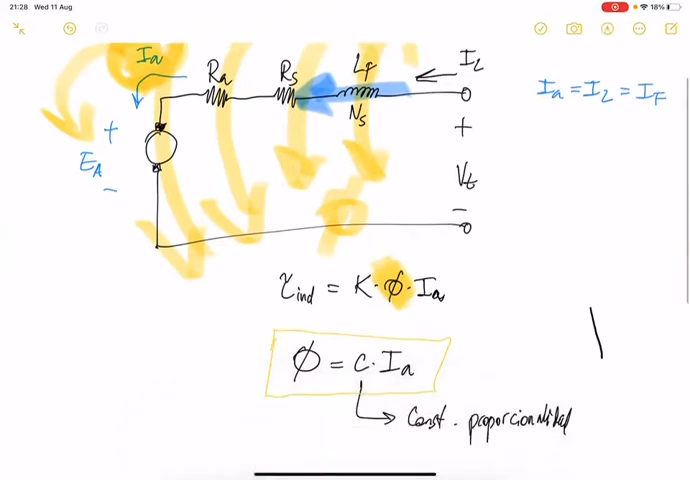 21:28 Wed 11 Aug
18%
Ia
Ra
Rs
LF
IL
Ns
Ia = IL = IF
+
EA
-
+
Vt
-
τind = K · ϕ · Ia
ϕ = C · Ia
Const. proporcionalidad